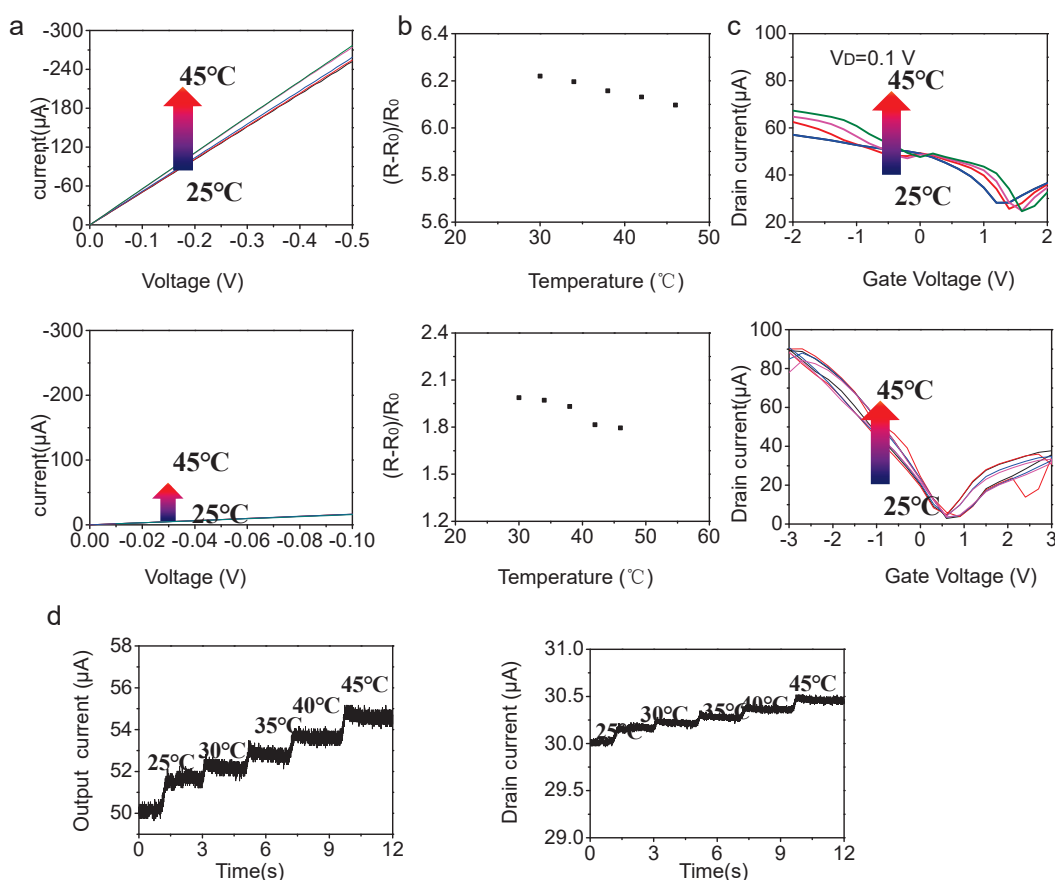 a
-300
-240
-180
-120
-60
0
current(µA)
45°C
25°C
0.0 -0.1 -0.2 -0.3 -0.4 -0.5
Voltage (V)
b
6.4
6.2
6.0
5.8
5.6
(R-R0)/R0
20 30 40 50
Temperature (℃)
c
100
80
60
40
20
Drain current(µA)
VD=0.1 V
45°C
25°C
-2 -1 0 1 2
Gate Voltage (V)
-300
-200
-100
0
current(µA)
45°C
25°C
0.00 -0.02 -0.04 -0.06 -0.08 -0.10
Voltage (V)
2.4
2.1
1.8
1.5
1.2
(R-R0)/R0
20 30 40 50 60
Temperature (℃)
100
80
60
40
20
0
Drain current(µA)
45°C
25°C
-3 -2 -1 0 1 2 3
Gate Voltage (V)
d
58
56
54
52
50
Output current (µA)
25°C
30°C
35°C
40°C
45°C
0 3 6 9 12
Time(s)
31.0
30.5
30.0
29.5
29.0
Drain current (µA)
25°C
30°C
35°C
40°C
45°C
0 3 6 9 12
Time(s)